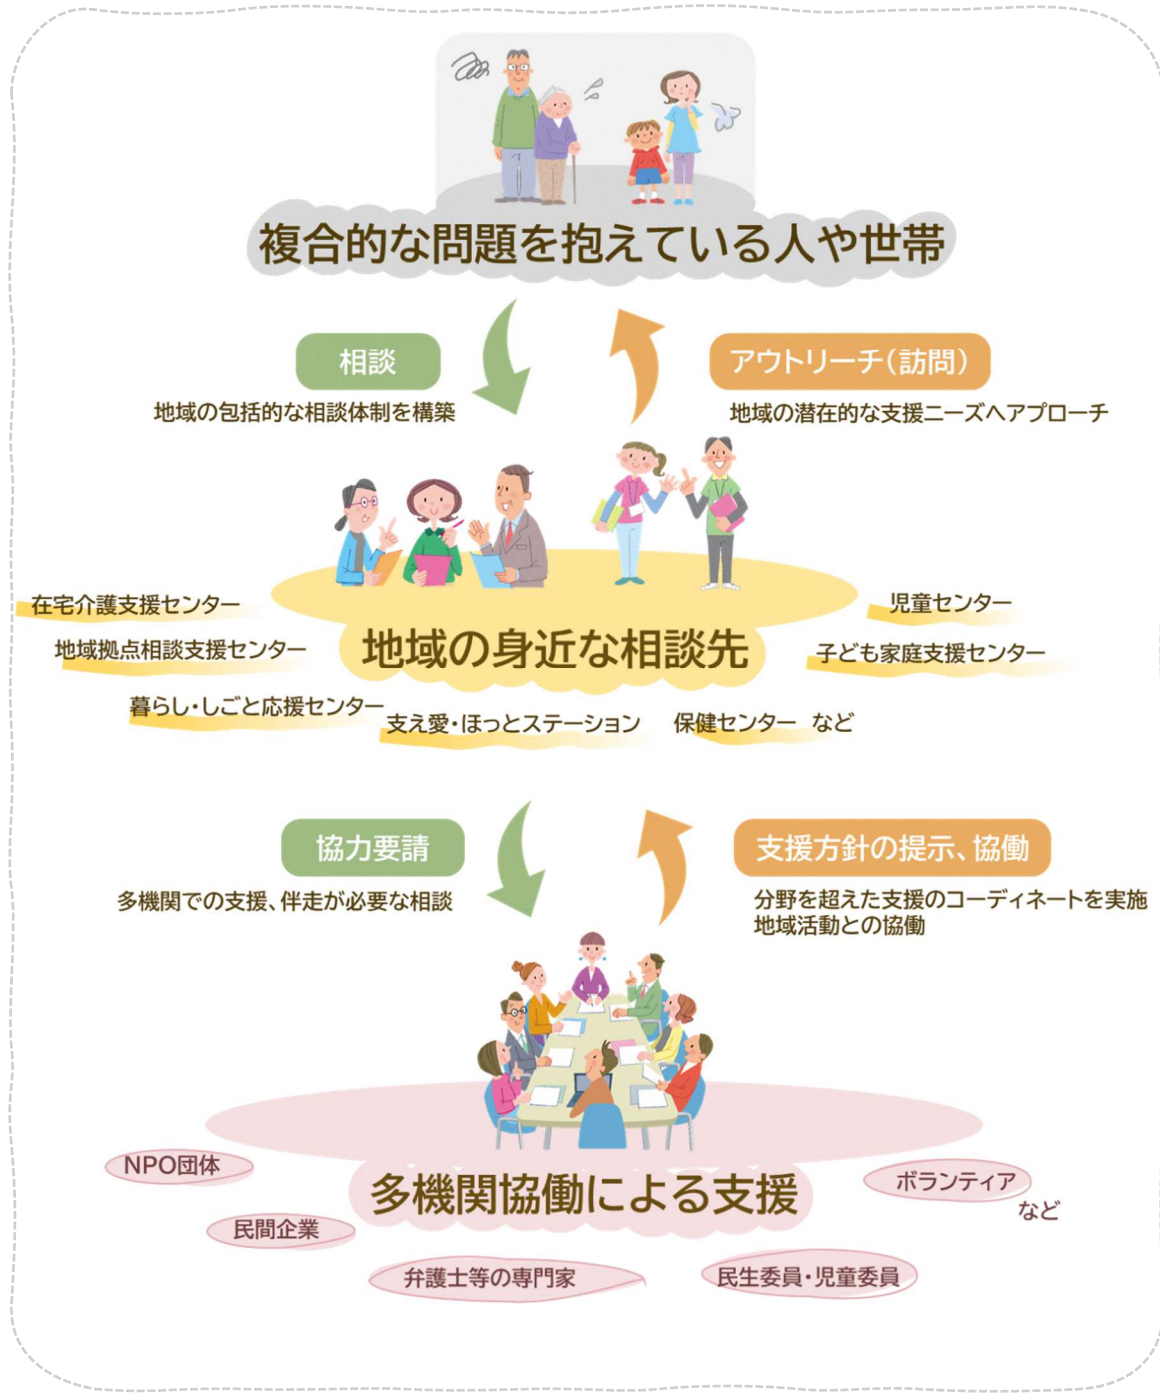 複合的な問題を抱えている人や世帯
相談
地域の包括的な相談体制を構築
アウトリーチ(訪問)
地域の潜在的な支援ニーズへアプローチ
在宅介護支援センター
地域拠点相談支援センター
暮らし・しごと応援センター
地域の身近な相談先
支え愛・ほっとステーション
児童センター
子ども家庭支援センター
保健センター など
協力要請
多機関での支援、伴走が必要な相談
支援方針の提示、協働
分野を超えた支援のコーディネートを実施
地域活動との協働
多機関協働による支援
NPO団体
民間企業
弁護士等の専門家
民生委員・児童委員
ボランティア
など